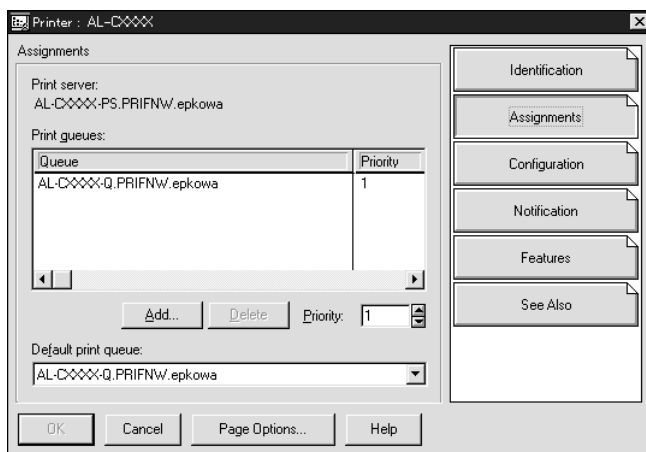 Printer : AL-CXXXX
Assignments
Print server:
AL-CXXXX-PS.PRIFNW.epkowa
Print queues:
Queue Priority
AL-CXXXX-Q.PRIFNW.epkowa 1
Add... Delete Priority: 1
Default print queue:
AL-CXXXX-Q.PRIFNW.epkowa
OK Cancel Page Options... Help
Identification
Assignments
Configuration
Notification
Features
See Also